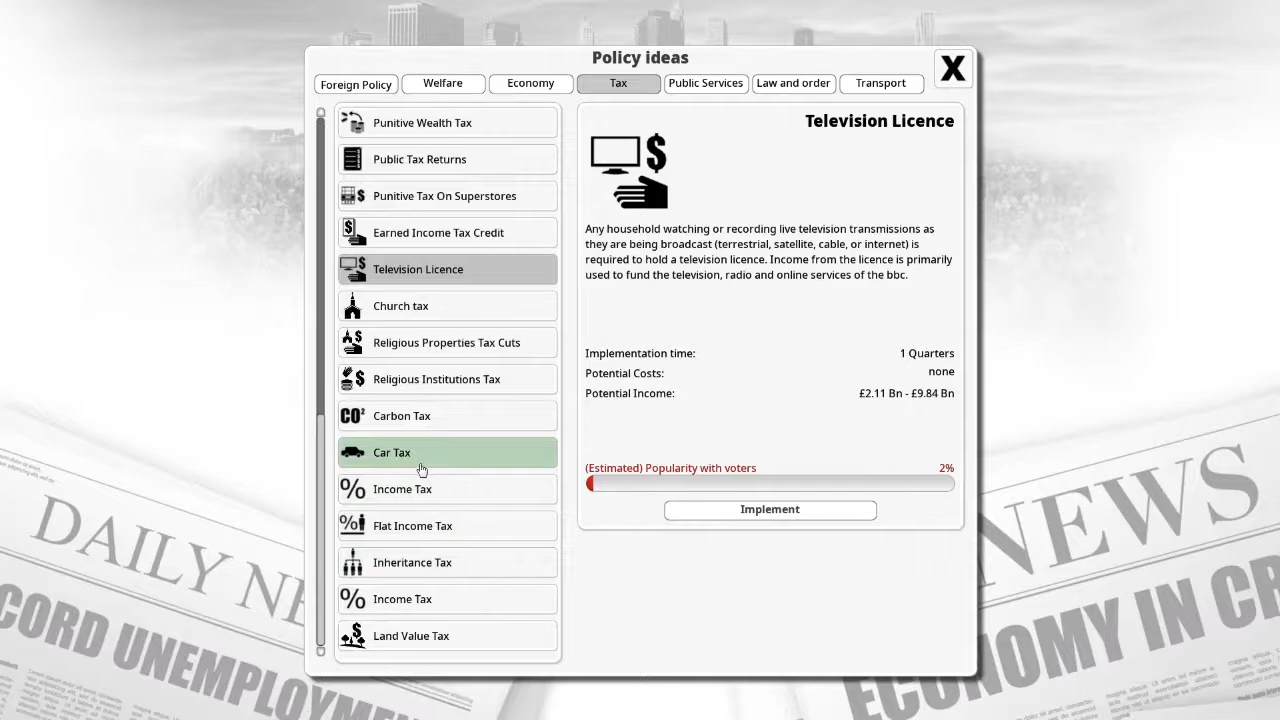 Policy ideas
X
Foreign Policy
Welfare
Economy
Tax
Public Services
Law and order
Transport
Punitive Wealth Tax
Public Tax Returns
Punitive Tax On Superstores
Earned Income Tax Credit
Television Licence
Church tax
Religious Properties Tax Cuts
Religious Institutions Tax
CO² Carbon Tax
Car Tax
% Income Tax
% Flat Income Tax
Inheritance Tax
% Income Tax
Land Value Tax
Television Licence
Any household watching or recording live television transmissions as
they are being broadcast (terrestrial, satellite, cable, or internet) is
required to hold a television licence. Income from the licence is primarily
used to fund the television, radio and online services of the bbc.
Implementation time: 1 Quarters
Potential Costs: none
Potential Income: £2.11 Bn - £9.84 Bn
(Estimated) Popularity with voters 2%
Implement
DAILY NE
CORD UNEMPLOYM
NEWS
ECONOMY IN CR